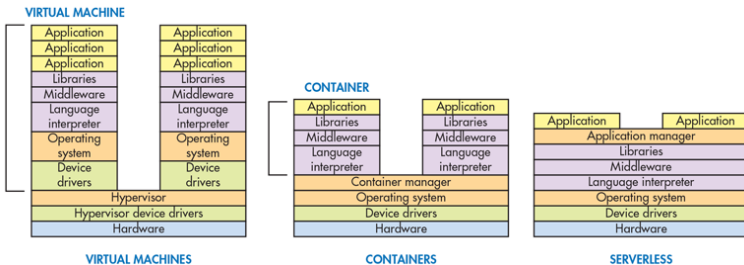 VIRTUAL MACHINE
Application
Application
Application
Libraries
Middleware
Language
interpreter
Operating
system
Device
drivers
Application
Application
Application
Libraries
Middleware
Language
interpreter
Operating
system
Device
drivers
Hypervisor
Hypervisor device drivers
Hardware
VIRTUAL MACHINES
CONTAINER
Application
Libraries
Middleware
Language
interpreter
Application
Libraries
Middleware
Language
interpreter
Container manager
Operating system
Device drivers
Hardware
CONTAINERS
Application
Application
Application manager
Libraries
Middleware
Language interpreter
Operating system
Device drivers
Hardware
SERVERLESS